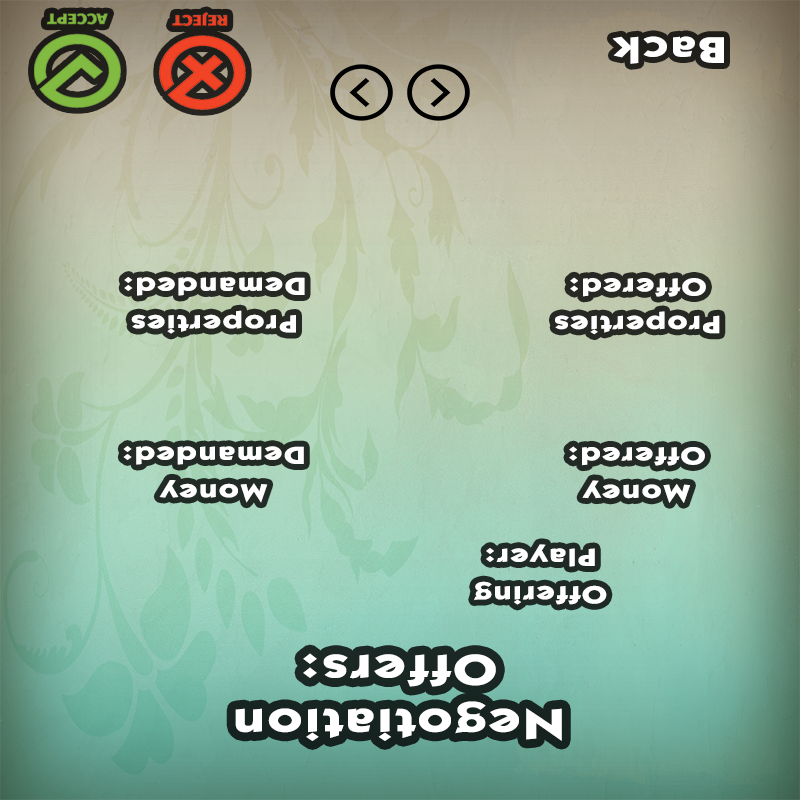 Negotiation
Offers:
Offering
Player:
Money
Offered:
Money
Demanded:
Properties
Offered:
Properties
Demanded:
Back
REJECT
ACCEPT